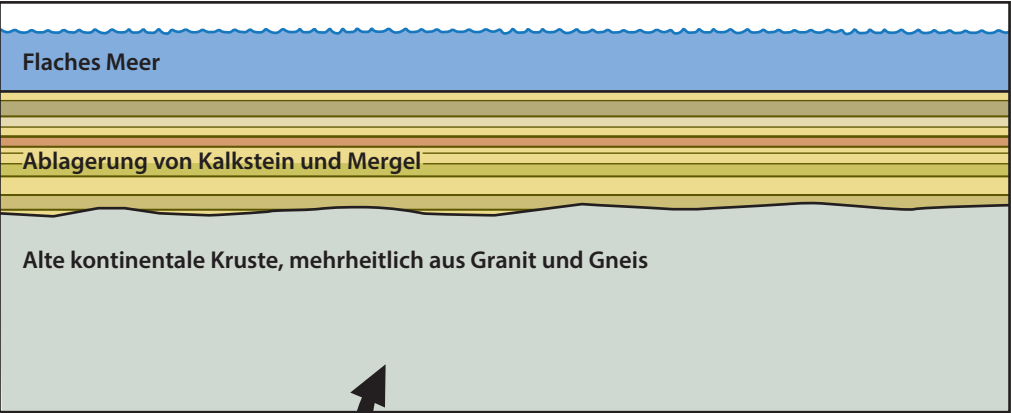 Flaches Meer
Ablagerung von Kalkstein und Mergel
Alte kontinentale Kruste, mehrheitlich aus Granit und Gneis